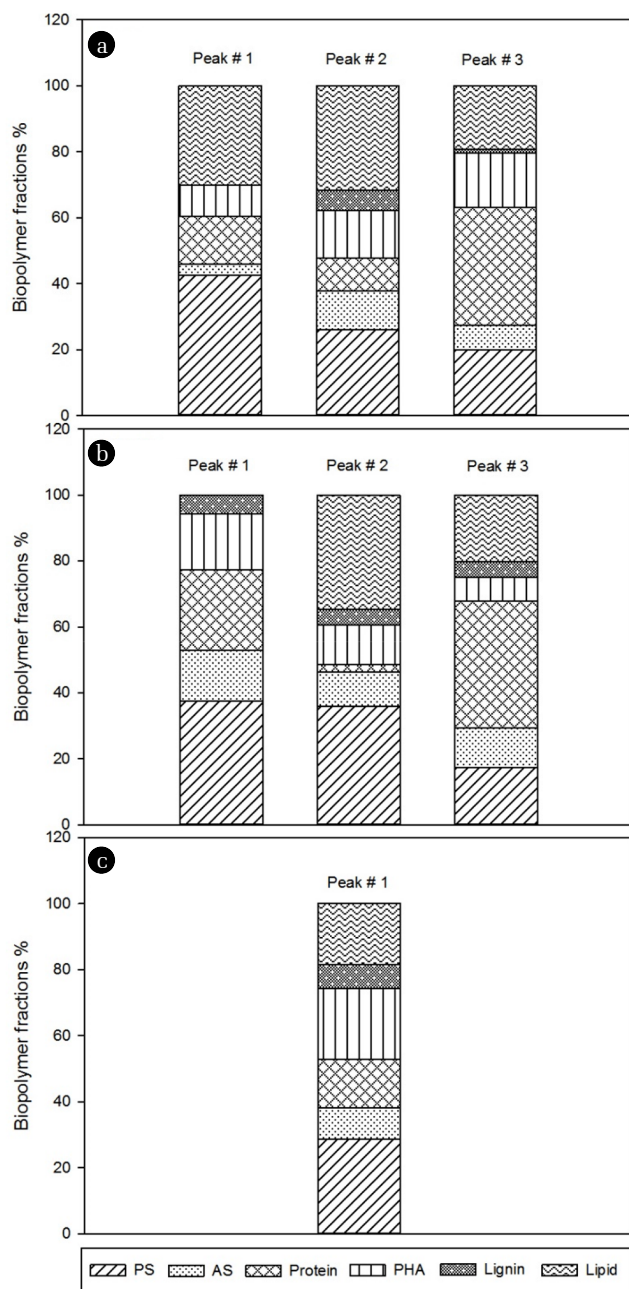 a
Peak # 1
Peak # 2
Peak # 3
Biopolymer fractions %
120
100
80
60
40
20
0
b
Peak # 1
Peak # 2
Peak # 3
Biopolymer fractions %
120
100
80
60
40
20
0
c
Peak # 1
Biopolymer fractions %
120
100
80
60
40
20
0
PS AS Protein PHA Lignin Lipid